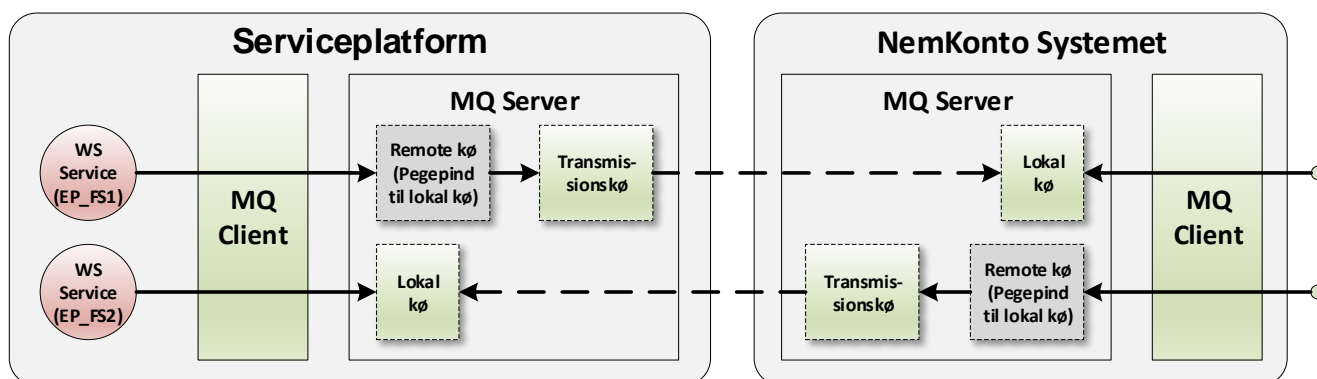 Serviceplatform
NemKonto Systemet
MQ Server
MQ Server
WS
Service
(EP_FS1)
MQ
Client
Remote kø
(Pegepind
til lokal kø)
Transmis-
sionskø
Lokal
kø
MQ
Client
WS
Service
(EP_FS2)
Lokal
kø
Transmis-
sionskø
Remote kø
(Pegepind
til lokal kø)